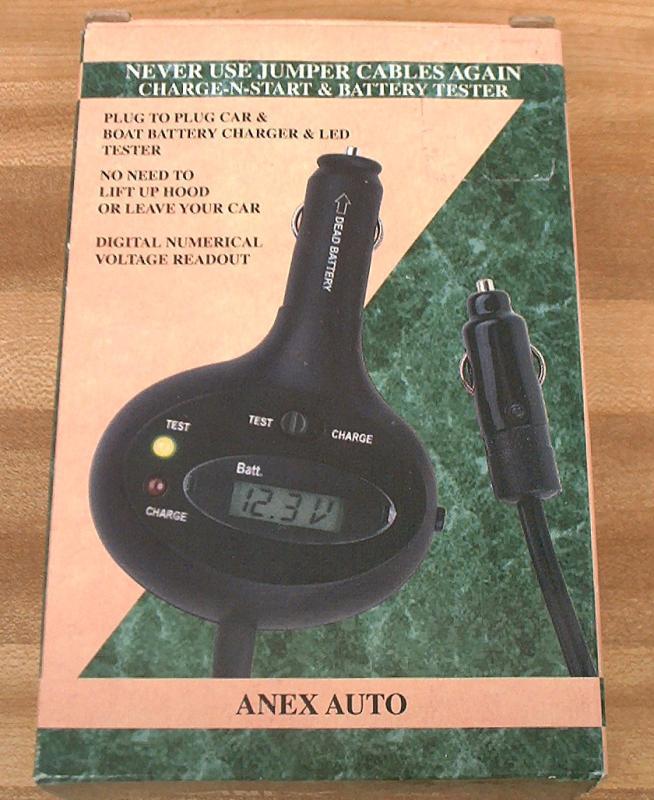 NEVER USE JUMPER CABLES AGAIN
CHARGE-N-START & BATTERY TESTER
PLUG TO PLUG CAR &
BOAT BATTERY CHARGER & LED
TESTER
NO NEED TO
LIFT UP HOOD
OR LEAVE YOUR CAR
DIGITAL NUMERICAL
VOLTAGE READOUT
DEAD BATTERY
TEST
TEST
CHARGE
Batt.
12.3 V
CHARGE
ANEX AUTO